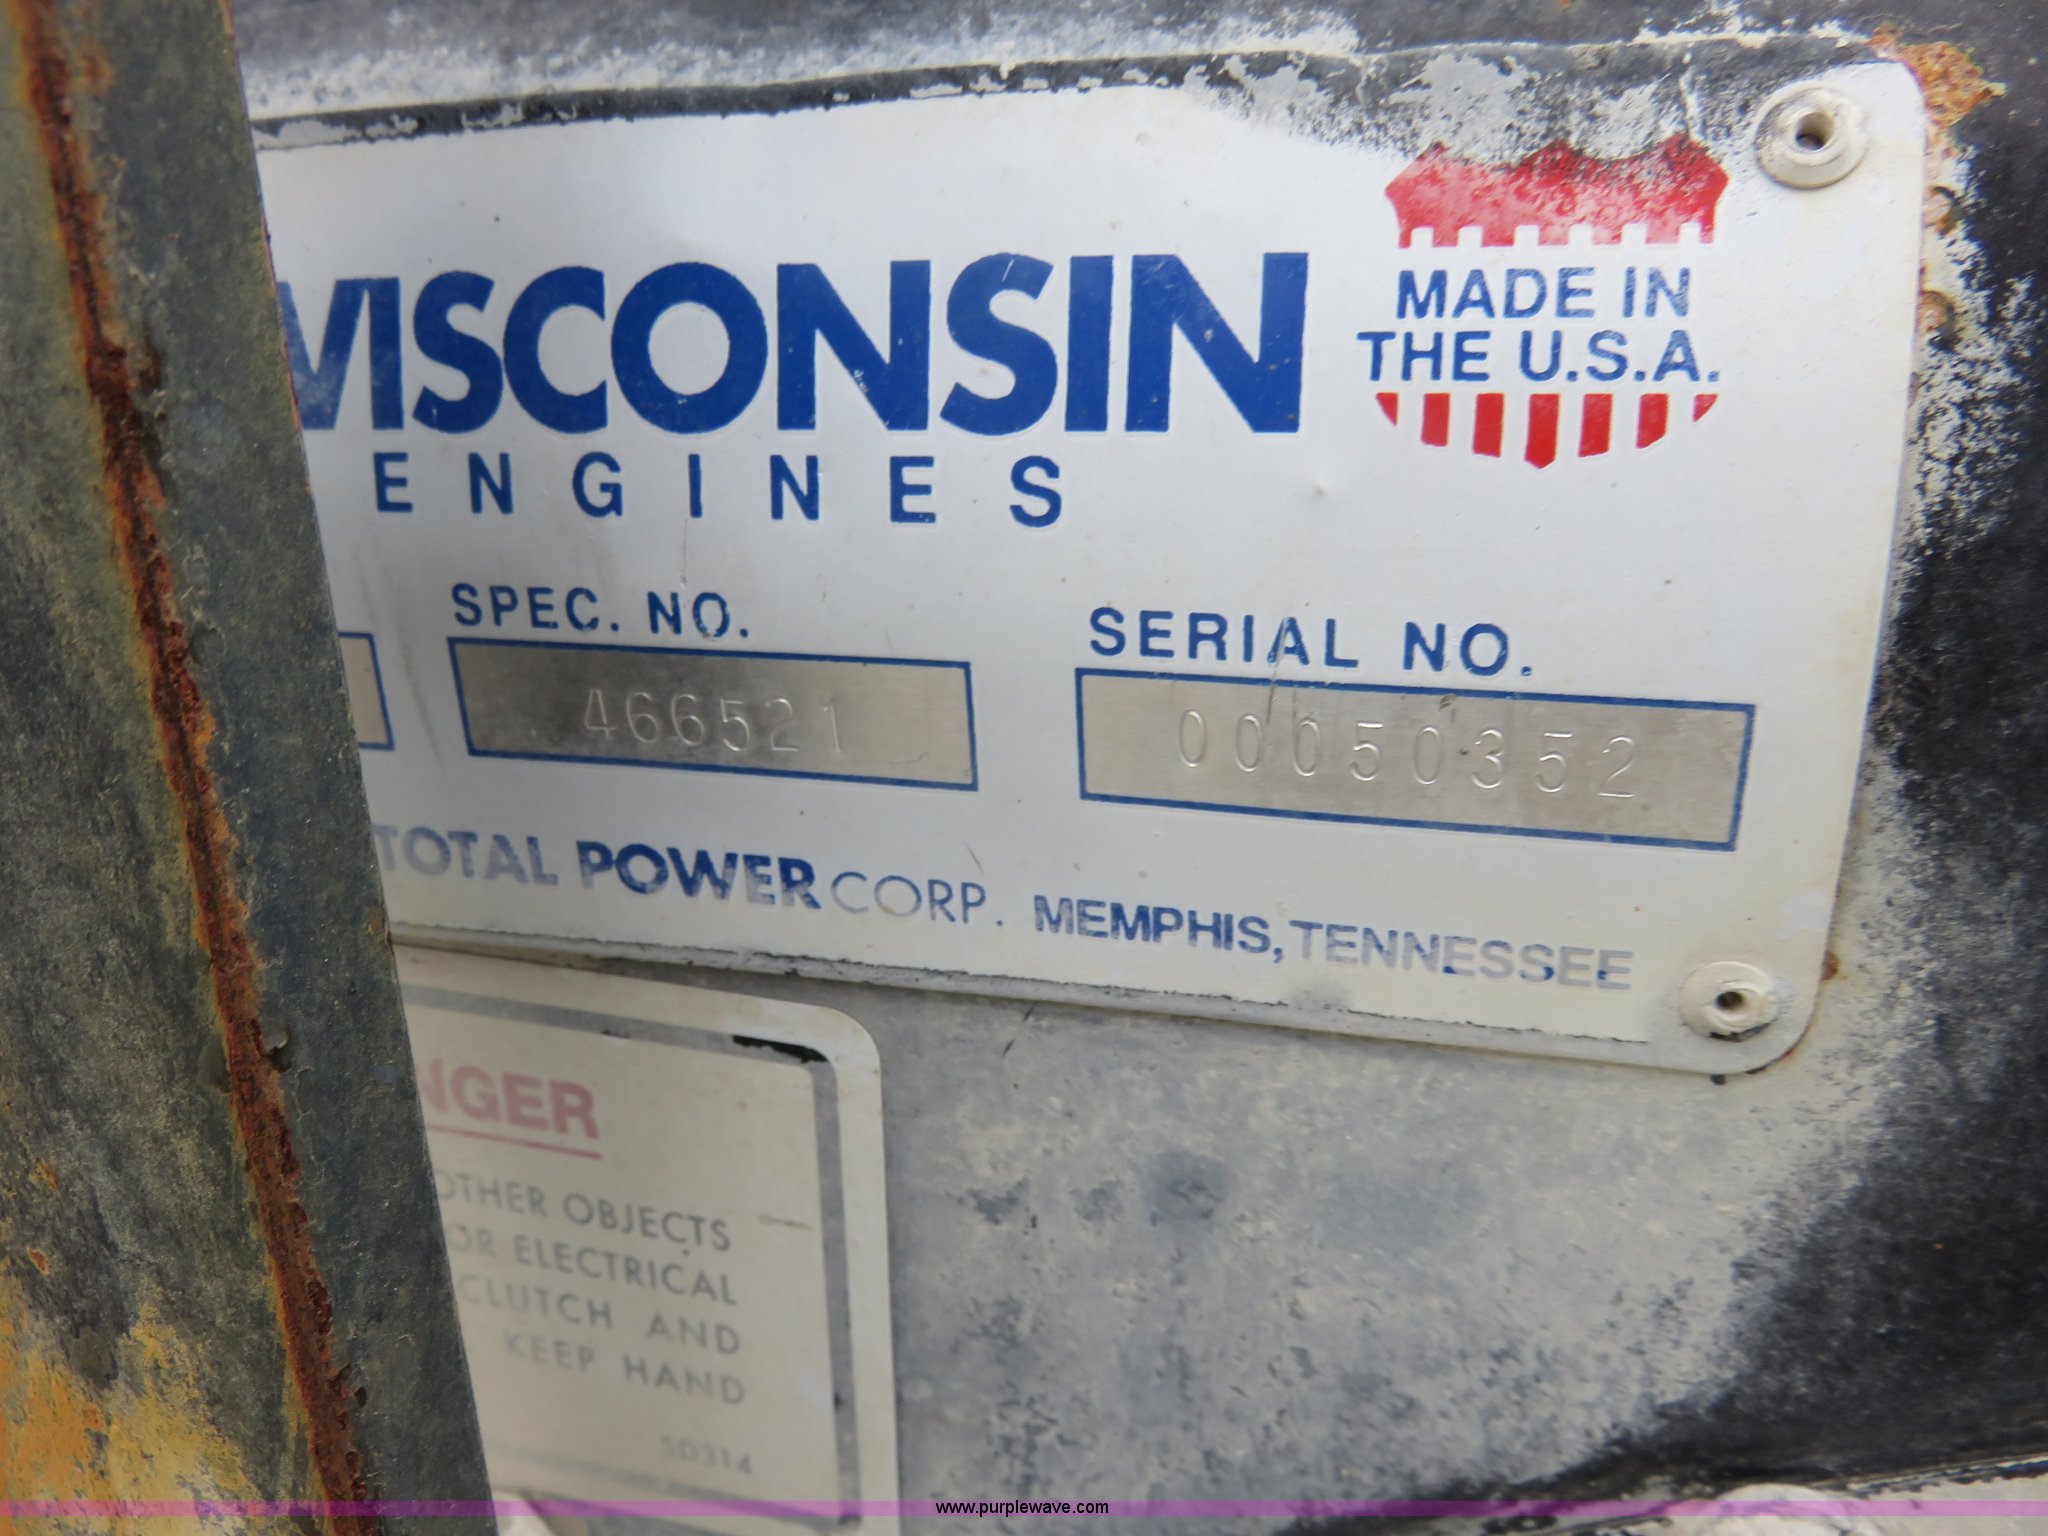 WISCONSIN
ENGINES
MADE IN
THE U.S.A.
SPEC. NO.
SERIAL NO.
466521
00050352
TOTAL POWER CORP. MEMPHIS, TENNESSEE
NGER
OTHER OBJECTS
OR ELECTRICAL
CLUTCH AND
KEEP HAND
SD314
www.purplewave.com